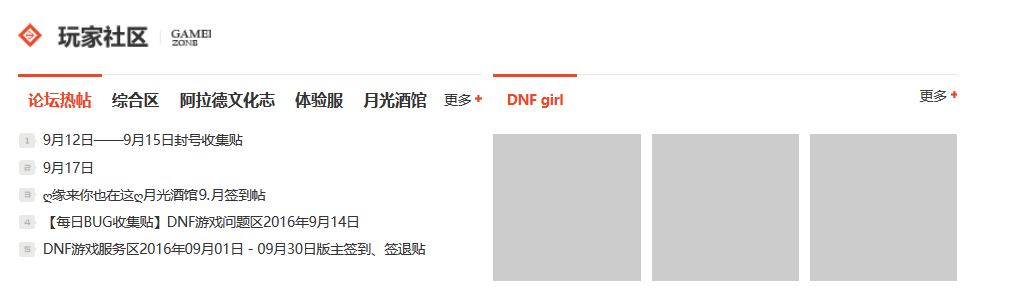 玩家社区 GAMEI
ZONE
论坛热帖 综合区 阿拉德文化志 体验服 月光酒馆 更多+
DNF girl 更多+
1 9月12日——9月15日封号收集贴
2 9月17日
3 ღ缘来你也在这ღ月光酒馆9.月签到帖
4 【每日BUG收集贴】DNF游戏问题区2016年9月14日
5 DNF游戏服务区2016年09月01日 - 09月30日版主签到、签退贴